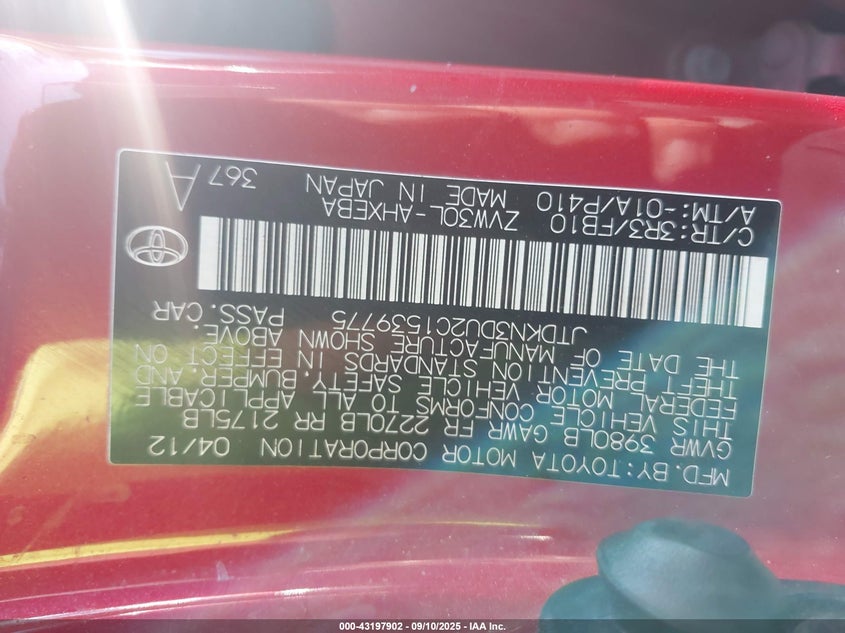 MFD. BY:TOYOTA MOTOR CORPORATION 04/12
GVWR 3980LB GAWR FR 2270LB RR 2175LB
THIS VEHICLE CONFORMS TO ALL APPLICABLE
FEDERAL MOTOR VEHICLE SAFETY, BUMPER, AND
THEFT PREVENTION STANDARDS IN EFFECT ON
THE DATE OF MANUFACTURE SHOWN ABOVE.
JTDKN3DU2C1539775 PASS. CAR
C/TR:3R3/FB10 ZVW30L-AHXEBA
A/TM:-01A/P410 MADE IN JAPAN 367 A
000-43197902 - 09/10/2025 - IAA Inc.